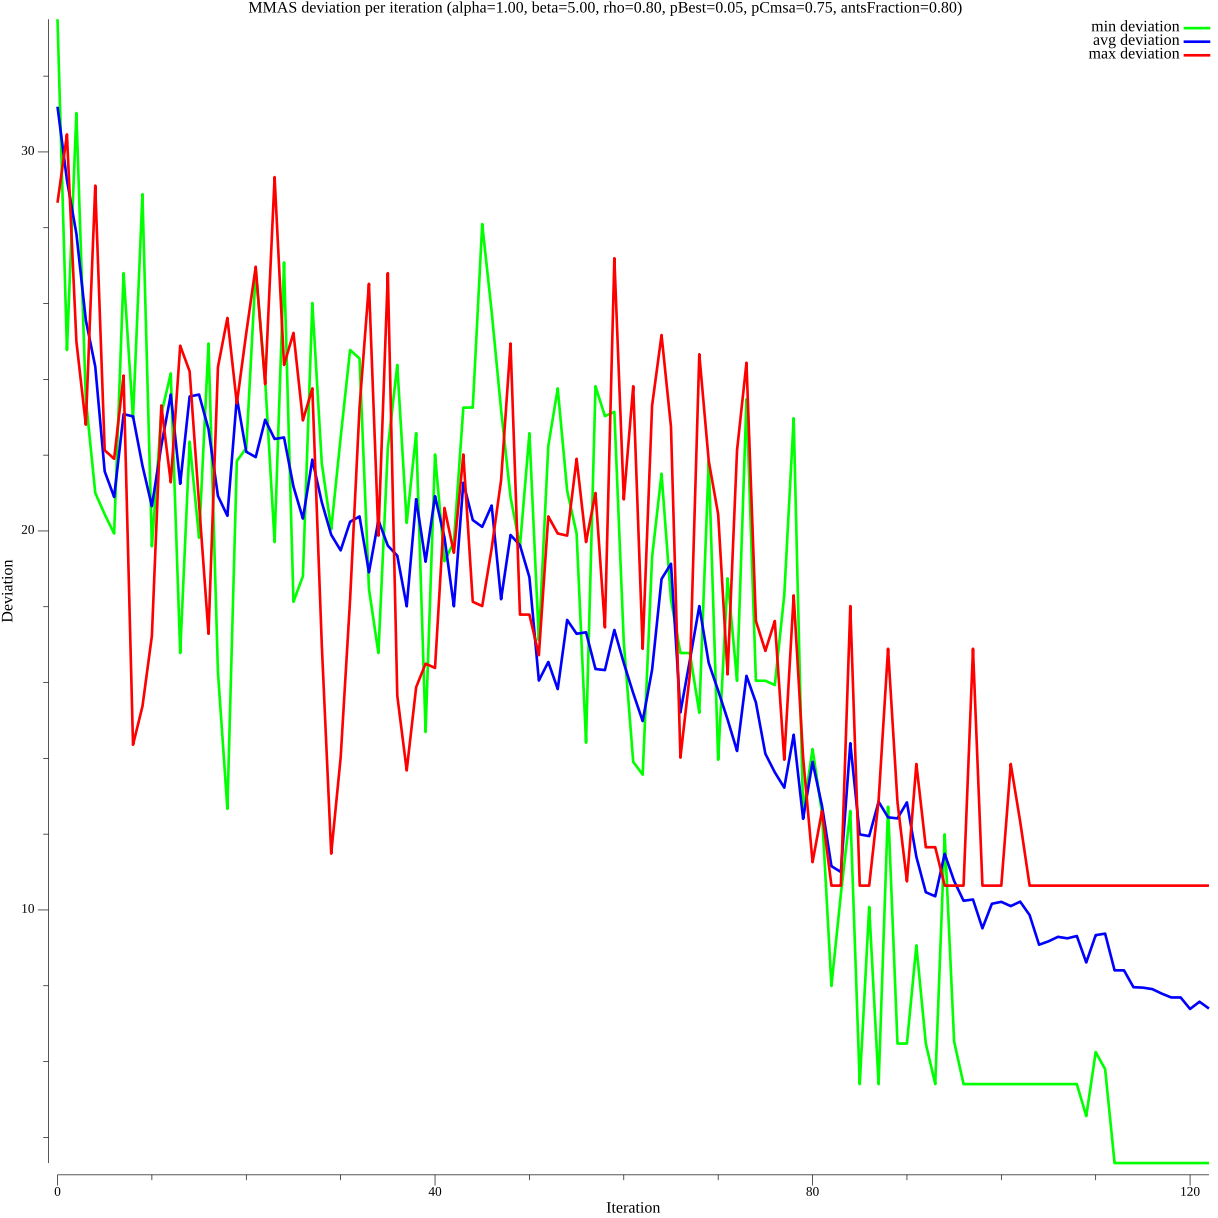 MMAS deviation per iteration (alpha=1.00, beta=5.00, rho=0.80, pBest=0.05, pCmsa=0.75, antsFraction=0.80)
min deviation
avg deviation
max deviation
30
20
10
Deviation
0
40
80
120
Iteration